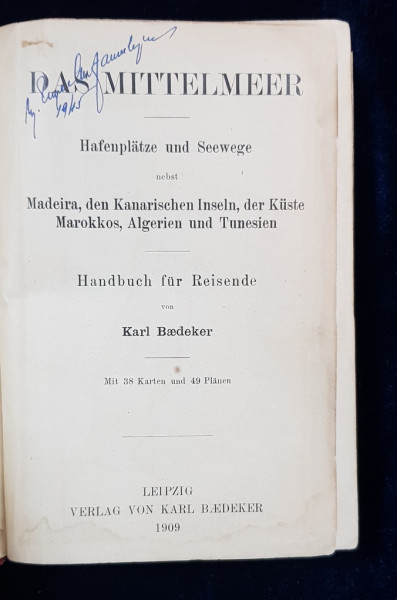 DAS MITTELMEER
1945
Hafenplätze und Seewege
nebst
Madeira, den Kanarischen Inseln, der Küste
Marokkos, Algerien und Tunesien
Handbuch für Reisende
von
Karl Bædeker
Mit 38 Karten und 49 Plänen
LEIPZIG
VERLAG VON KARL BÆDEKER
1909